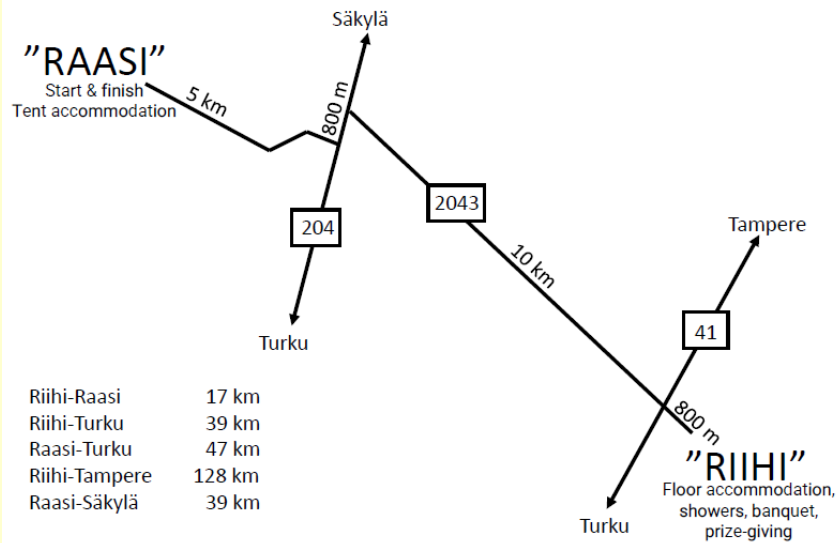 Säkylä
”RAASI”
Start & finish
Tent accommodation
5 km
800 m
204
2043
Turku
10 km
Tampere
41
800 m
Riihi-Raasi 17 km
Riihi-Turku 39 km
Raasi-Turku 47 km
Riihi-Tampere 128 km
Raasi-Säkylä 39 km
”RIIHI”
Floor accommodation,
showers, banquet,
prize-giving
Turku